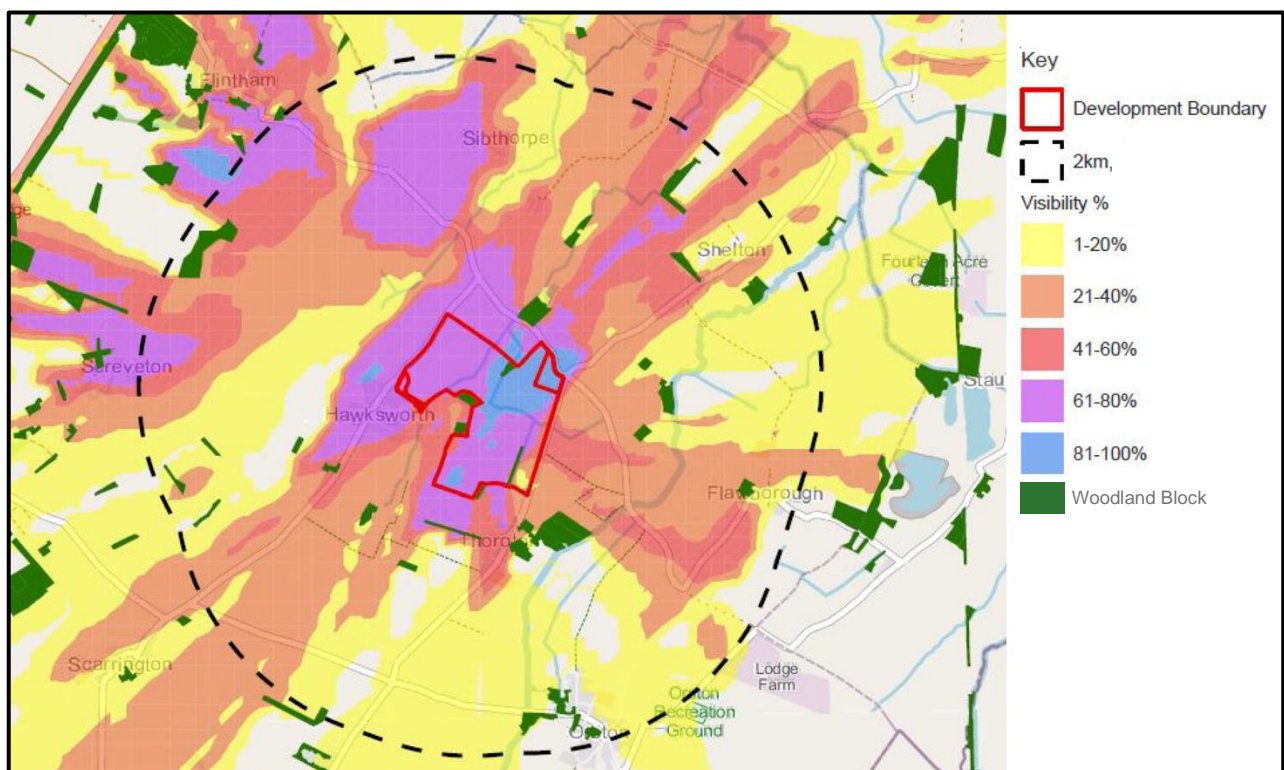 Flintham
Sibthorpe
Shelton
Fourteen Acre
Covert
Screveton
Hawksworth
Flawborough
Scarrington
Lodge
Farm
Orston
Recreation
Ground
Orston
Key
Development Boundary
2km,
Visibility %
1-20%
21-40%
41-60%
61-80%
81-100%
Woodland Block